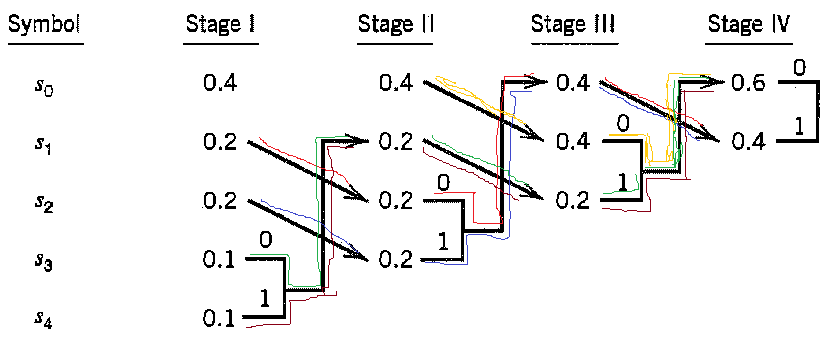 Symbol Stage I Stage II Stage III Stage IV
s0 0.4 0.4 0.4 0.6 0
s1 0.2 0.2 0.4 0 0.4 1
s2 0.2 0.2 0 0.2 1
s3 0.1 0 0.2 1
s4 0.1 1